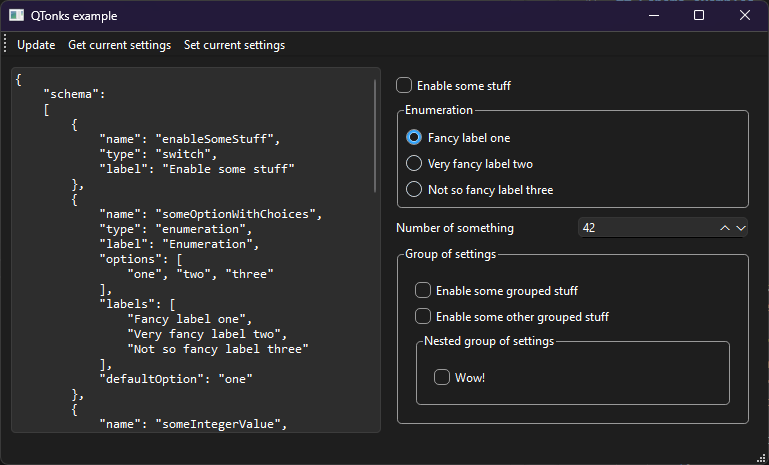 QTonks example
Update Get current settings Set current settings
{
    "schema":
    [
        {
            "name": "enableSomeStuff",
            "type": "switch",
            "label": "Enable some stuff"
        },
        {
            "name": "someOptionWithChoices",
            "type": "enumeration",
            "label": "Enumeration",
            "options": [
                "one", "two", "three"
            ],
            "labels": [
                "Fancy label one",
                "Very fancy label two",
                "Not so fancy label three"
            ],
            "defaultOption": "one"
        },
        {
            "name": "someIntegerValue",
Enable some stuff
Enumeration
Fancy label one
Very fancy label two
Not so fancy label three
Number of something 42
Group of settings
Enable some grouped stuff
Enable some other grouped stuff
Nested group of settings
Wow!